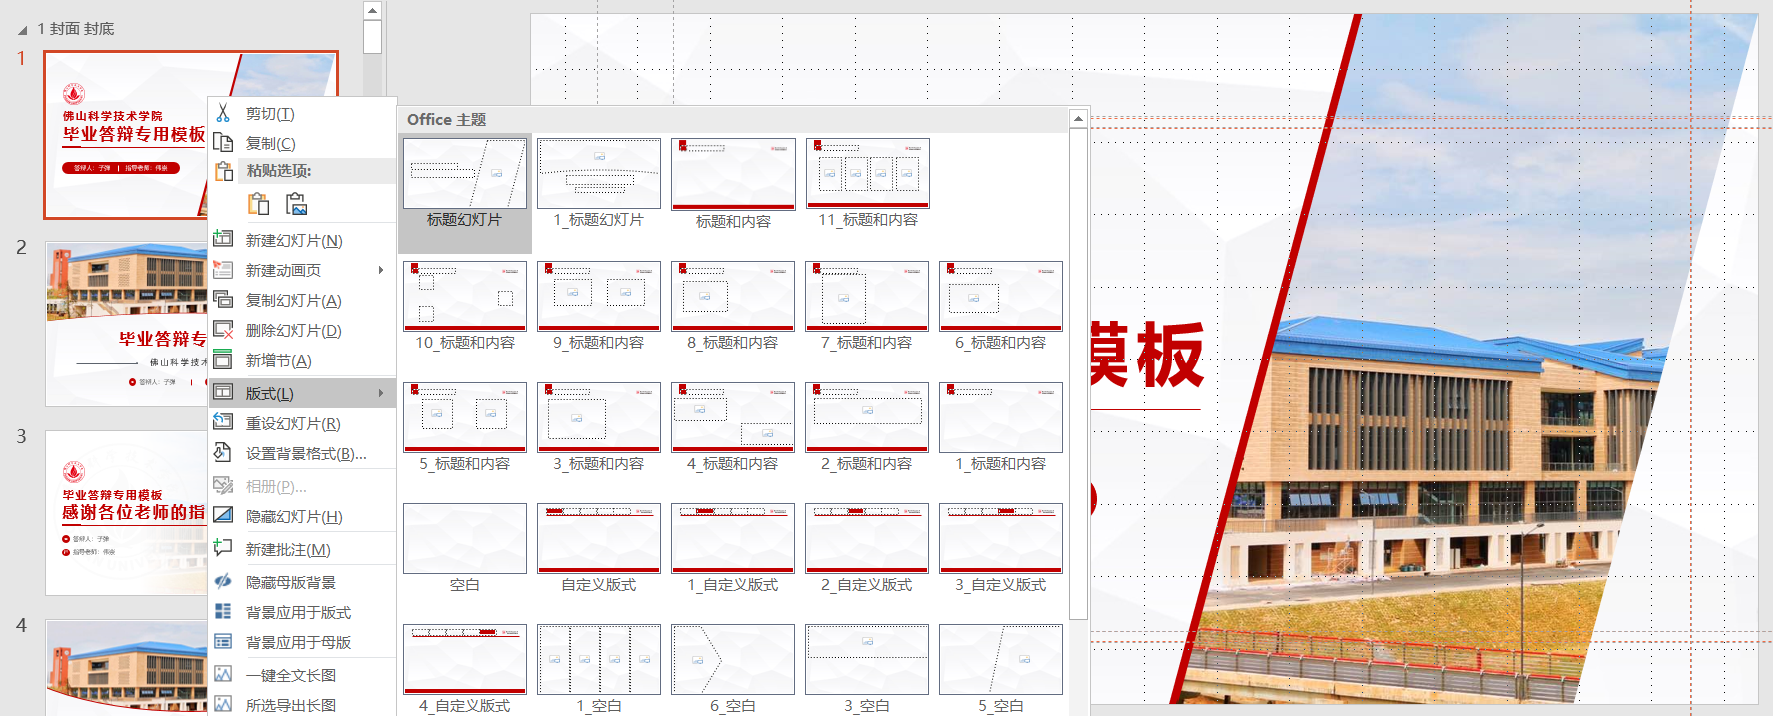 1 封面 封底
1
佛山科学技术学院
毕业答辩专用模板
答辩人：子弹 | 指导老师：伟崇
2
毕业答辩专
佛山科学技术
答辩人：子弹
3
毕业答辩专用模板
感谢各位老师的指
答辩人：子弹
指导老师：伟崇
4
剪切(T)
复制(C)
粘贴选项:
新建幻灯片(N)
新建动画页
复制幻灯片(A)
删除幻灯片(D)
新增节(A)
版式(L)
重设幻灯片(R)
设置背景格式(B)...
相册(P)...
隐藏幻灯片(H)
新建批注(M)
隐藏母版背景
背景应用于版式
背景应用于母版
一键全文长图
所选导出长图
Office 主题
标题幻灯片
1_标题幻灯片
标题和内容
11_标题和内容
10_标题和内容
9_标题和内容
8_标题和内容
7_标题和内容
6_标题和内容
5_标题和内容
3_标题和内容
4_标题和内容
2_标题和内容
1_标题和内容
空白
自定义版式
1_自定义版式
2_自定义版式
3_自定义版式
4_自定义版式
1_空白
6_空白
3_空白
5_空白
模板